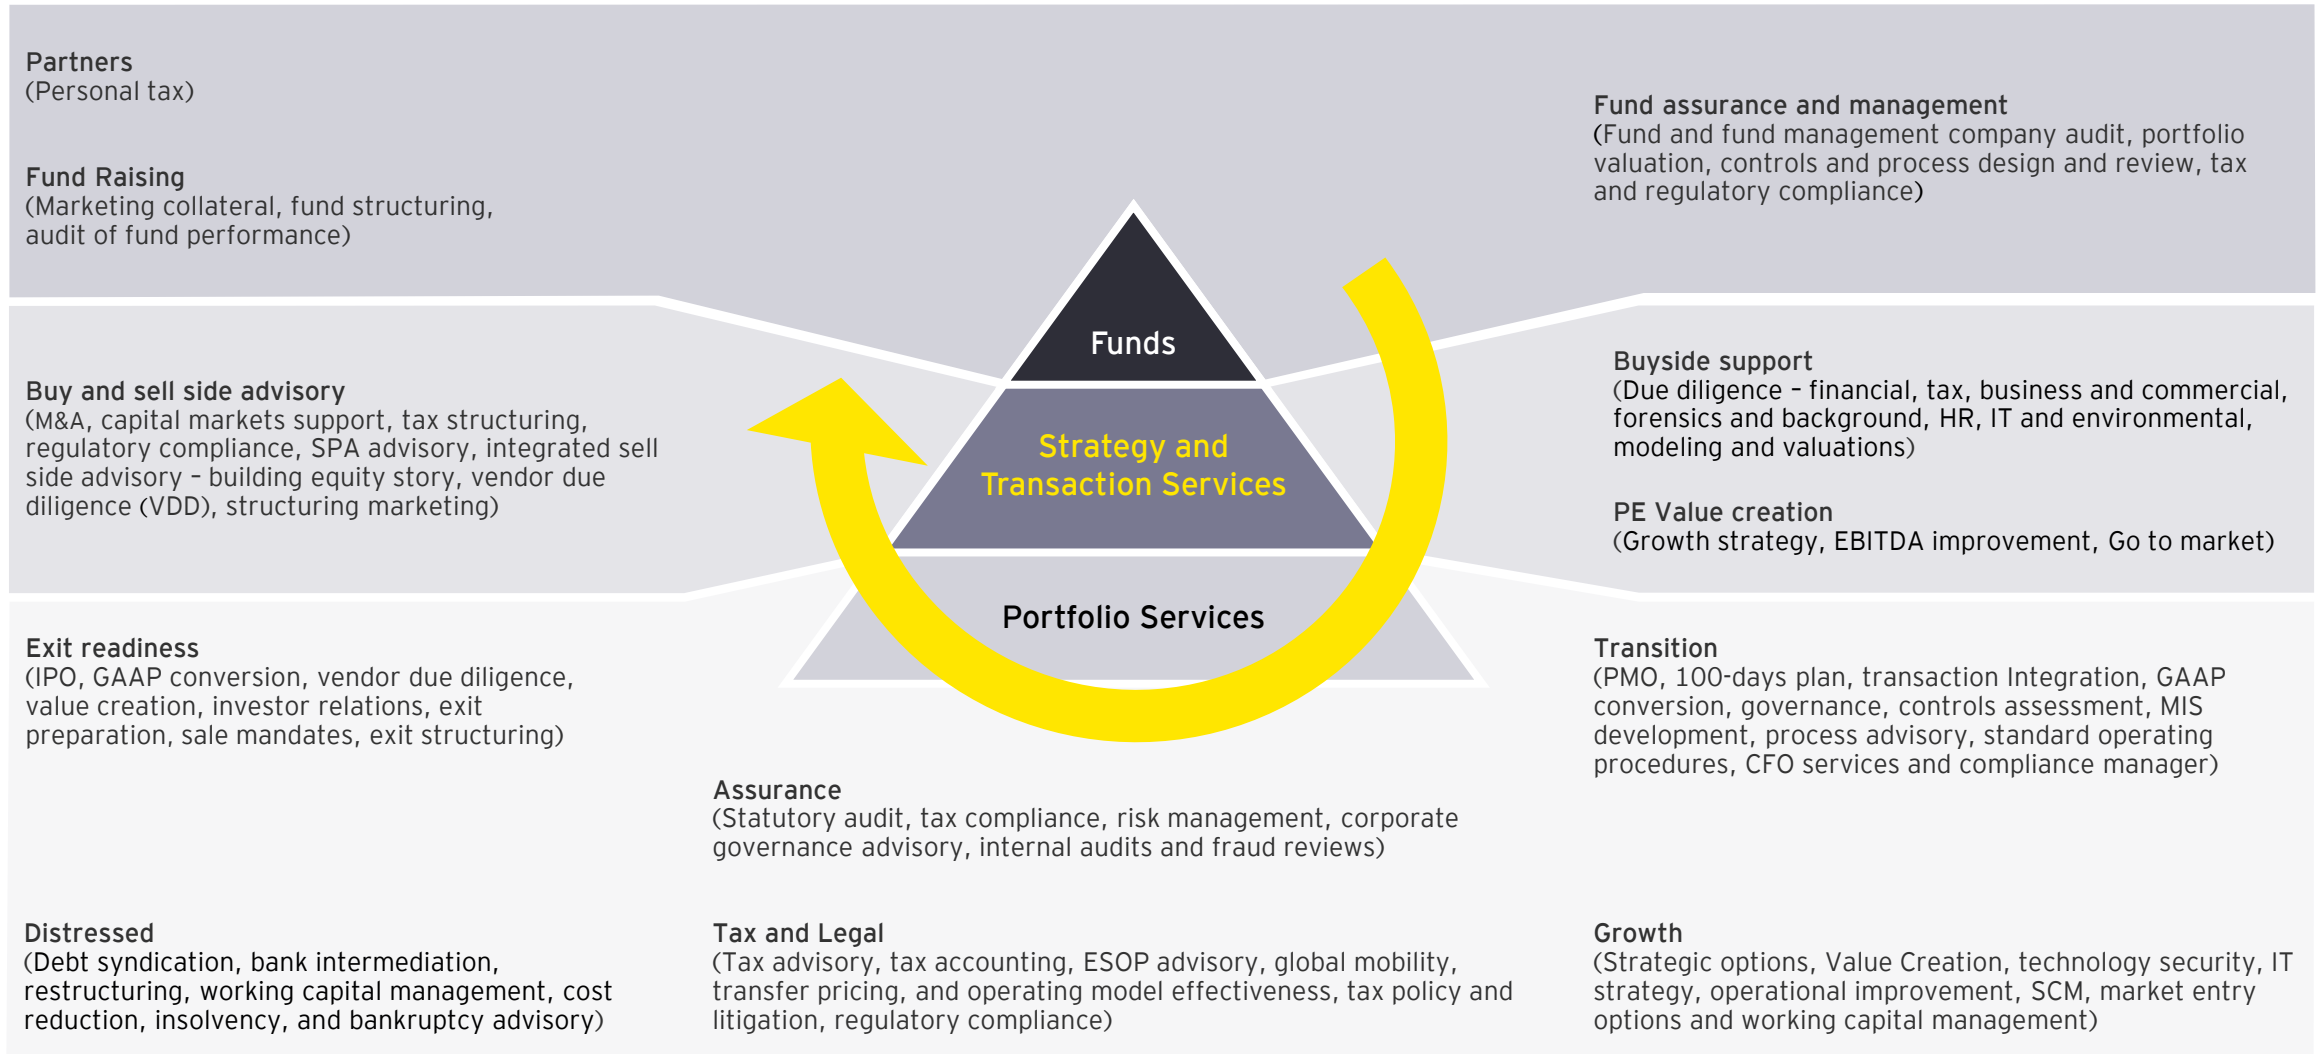 Partners
(Personal tax)
Fund Raising
(Marketing collateral, fund structuring,
audit of fund performance)
Fund assurance and management
(Fund and fund management company audit, portfolio
valuation, controls and process design and review, tax
and regulatory compliance)
Funds
Buy and sell side advisory
(M&A, capital markets support, tax structuring,
regulatory compliance, SPA advisory, integrated sell
side advisory – building equity story, vendor due
diligence (VDD), structuring marketing)
Strategy and
Transaction Services
Buyside support
(Due diligence – financial, tax, business and commercial,
forensics and background, HR, IT and environmental,
modeling and valuations)
PE Value creation
(Growth strategy, EBITDA improvement, Go to market)
Portfolio Services
Exit readiness
(IPO, GAAP conversion, vendor due diligence,
value creation, investor relations, exit
preparation, sale mandates, exit structuring)
Transition
(PMO, 100-days plan, transaction Integration, GAAP
conversion, governance, controls assessment, MIS
development, process advisory, standard operating
procedures, CFO services and compliance manager)
Assurance
(Statutory audit, tax compliance, risk management, corporate
governance advisory, internal audits and fraud reviews)
Distressed
(Debt syndication, bank intermediation,
restructuring, working capital management, cost
reduction, insolvency, and bankruptcy advisory)
Tax and Legal
(Tax advisory, tax accounting, ESOP advisory, global mobility,
transfer pricing, and operating model effectiveness, tax policy and
litigation, regulatory compliance)
Growth
(Strategic options, Value Creation, technology security, IT
strategy, operational improvement, SCM, market entry
options and working capital management)